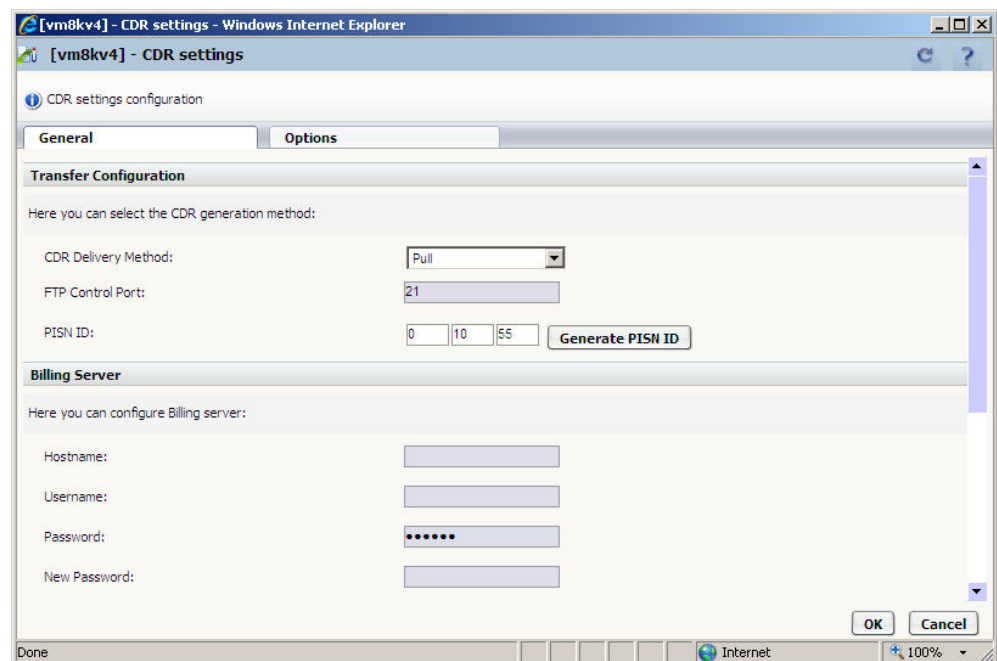 [vm8kv4] - CDR settings - Windows Internet Explorer
[vm8kv4] - CDR settings
CDR settings configuration
General Options
Transfer Configuration
Here you can select the CDR generation method:
CDR Delivery Method: Pull
FTP Control Port: 21
PISN ID: 0 10 55 Generate PISN ID
Billing Server
Here you can configure Billing server:
Hostname:
Username:
Password: ••••••
New Password:
OK Cancel
Done Internet 100%